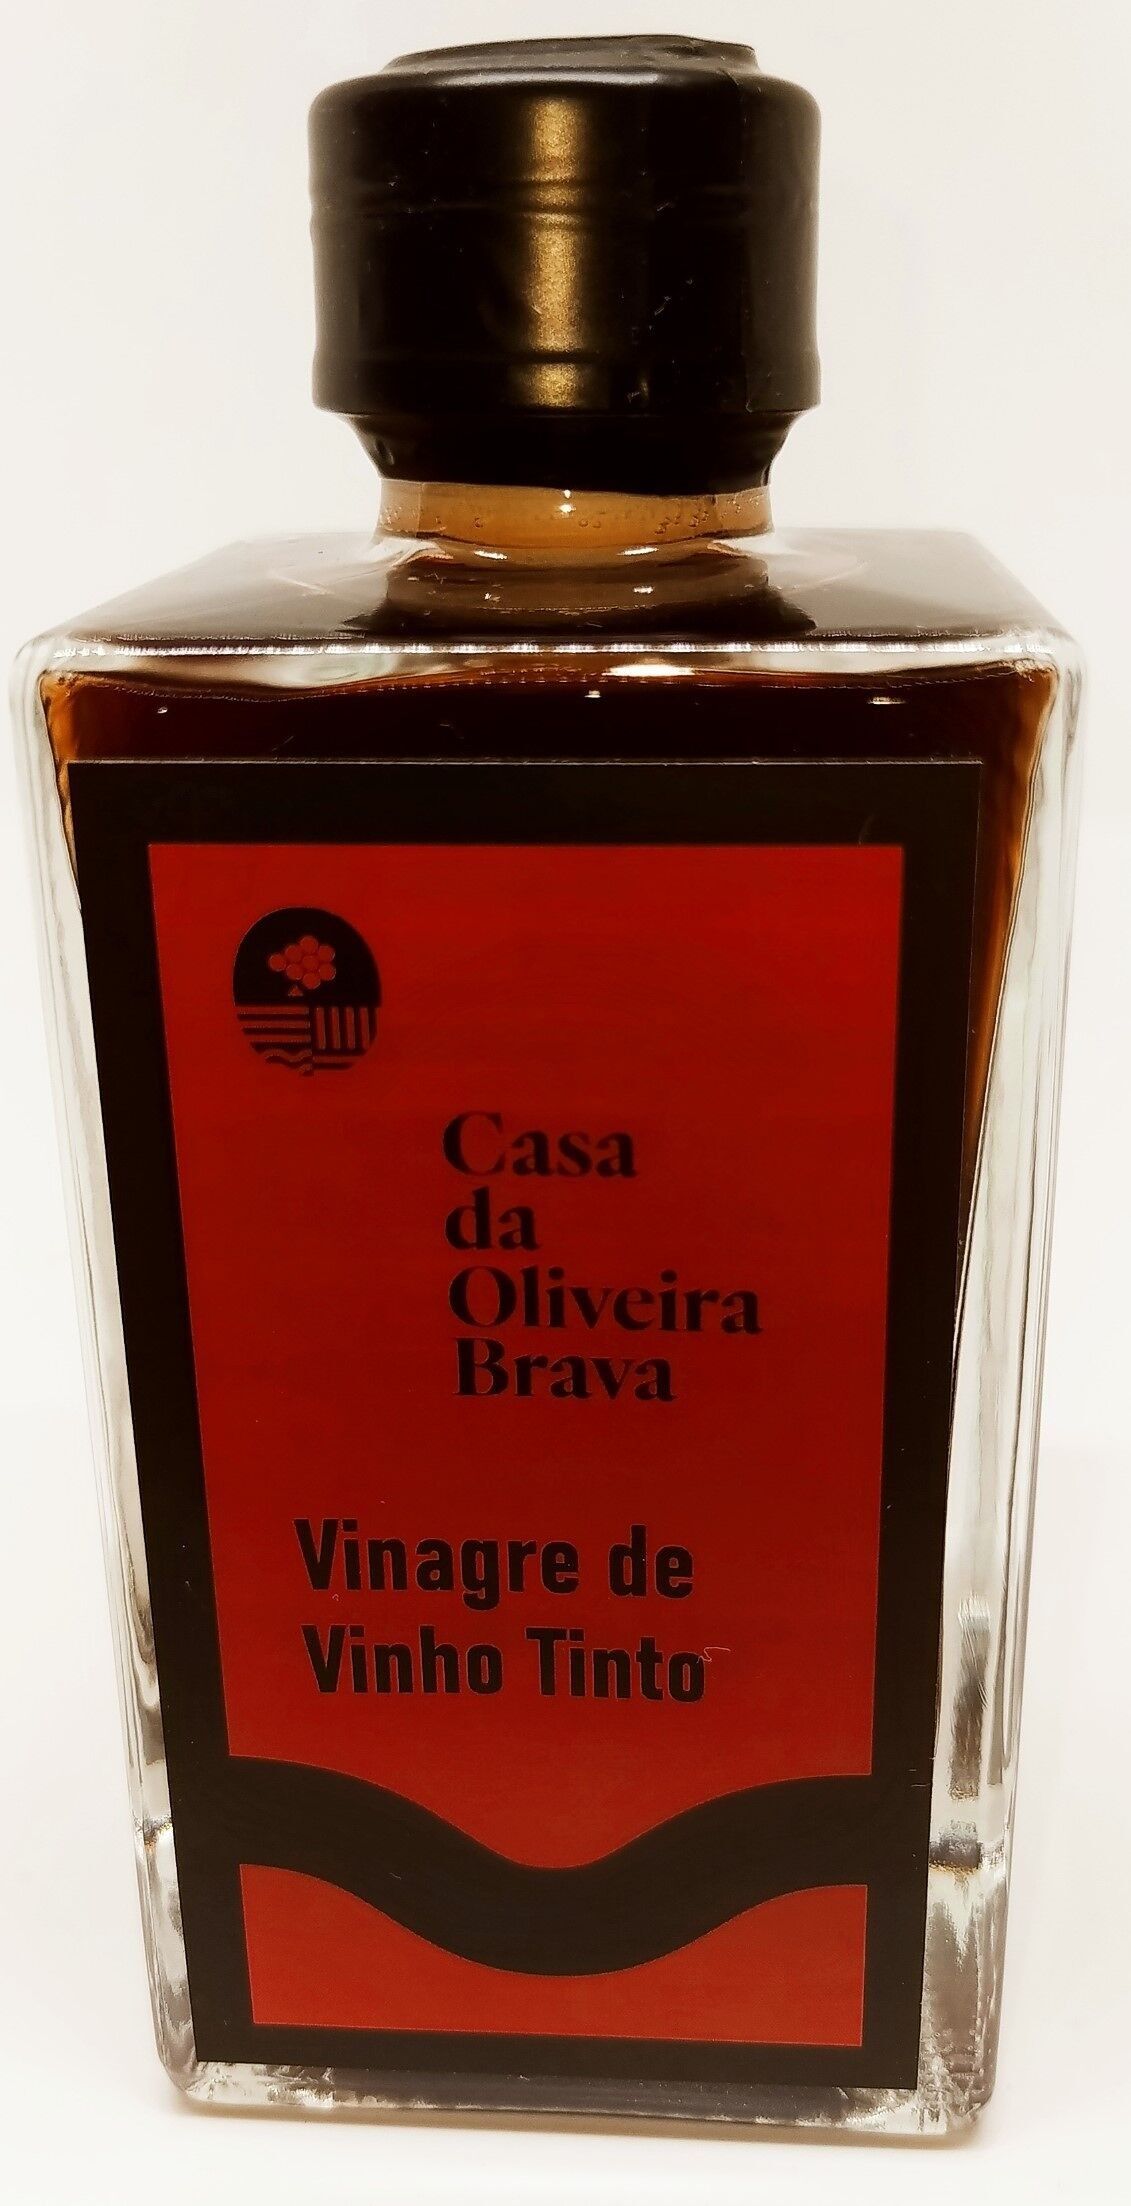 Casa
da
Oliveira
Brava
Vinagre de
Vinho Tinto